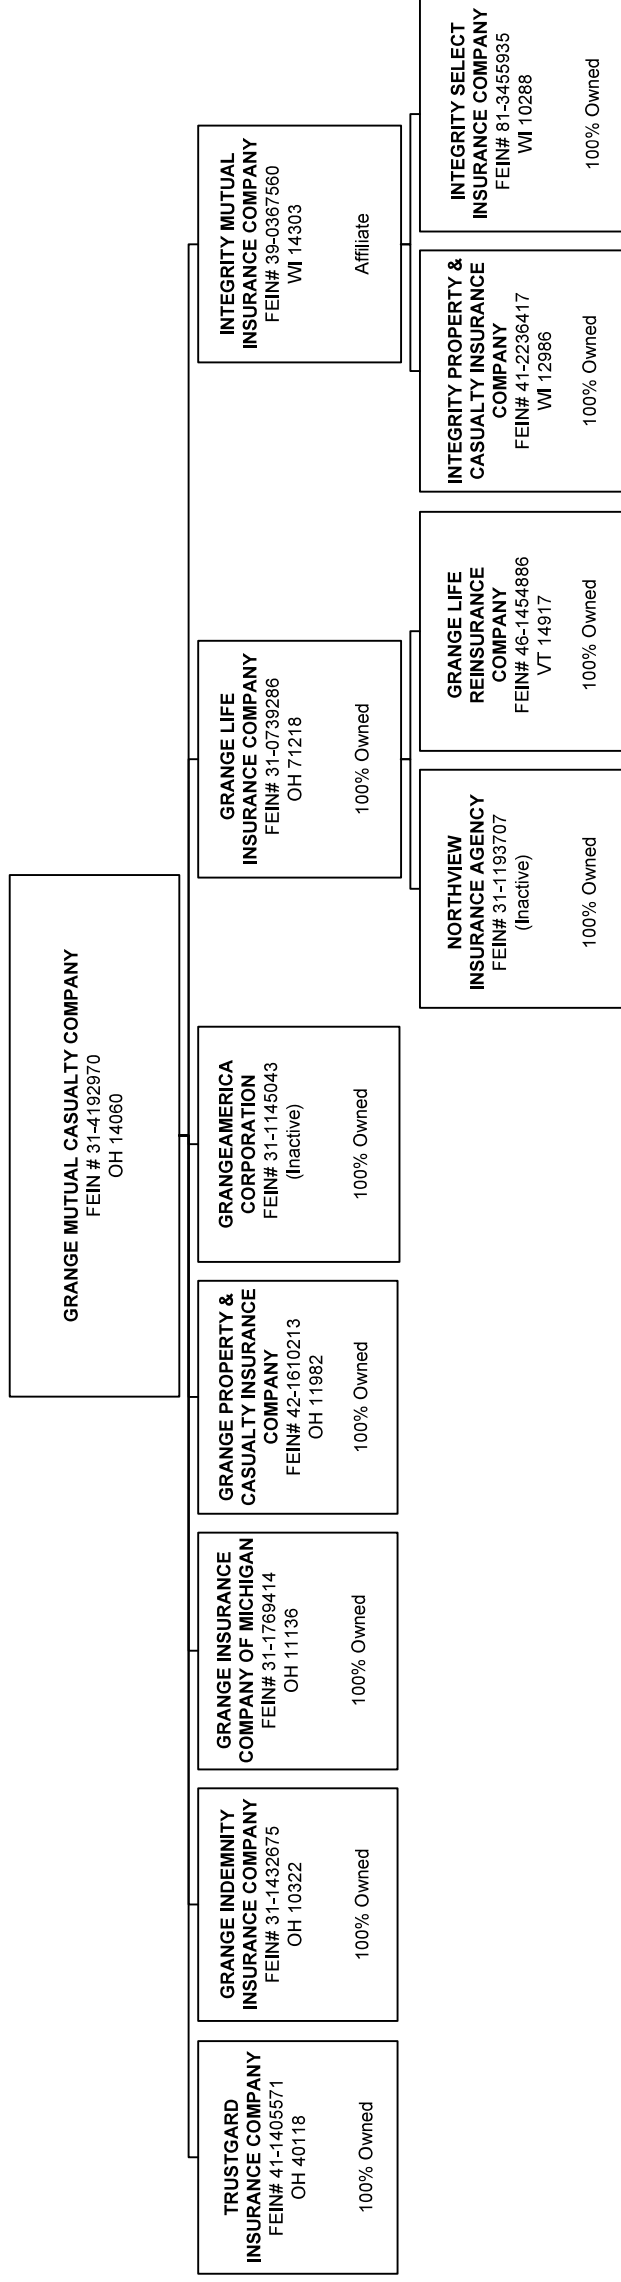 GRANGE MUTUAL CASUALTY COMPANY
FEIN # 31-4192970
OH 14060
TRUSTGARD
INSURANCE COMPANY
FEIN# 41-1405571
OH 40118
100% Owned
GRANGE INDEMNITY
INSURANCE COMPANY
FEIN# 31-1432675
OH 10322
100% Owned
GRANGE INSURANCE
COMPANY OF MICHIGAN
FEIN# 31-1769414
OH 11136
100% Owned
GRANGE PROPERTY &
CASUALTY INSURANCE
COMPANY
FEIN# 42-1610213
OH 11982
100% Owned
GRANGEAMERICA
CORPORATION
FEIN# 31-1145043
(Inactive)
100% Owned
GRANGE LIFE
INSURANCE COMPANY
FEIN# 31-0739286
OH 71218
100% Owned
INTEGRITY MUTUAL
INSURANCE COMPANY
FEIN# 39-0367560
WI 14303
Affiliate
NORTHVIEW
INSURANCE AGENCY
FEIN# 31-1193707
(Inactive)
100% Owned
GRANGE LIFE
REINSURANCE
COMPANY
FEIN# 46-1454886
VT 14917
100% Owned
INTEGRITY PROPERTY &
CASUALTY INSURANCE
COMPANY
FEIN# 41-2236417
WI 12986
100% Owned
INTEGRITY SELECT
INSURANCE COMPANY
FEIN# 81-3455935
WI 10288
100% Owned